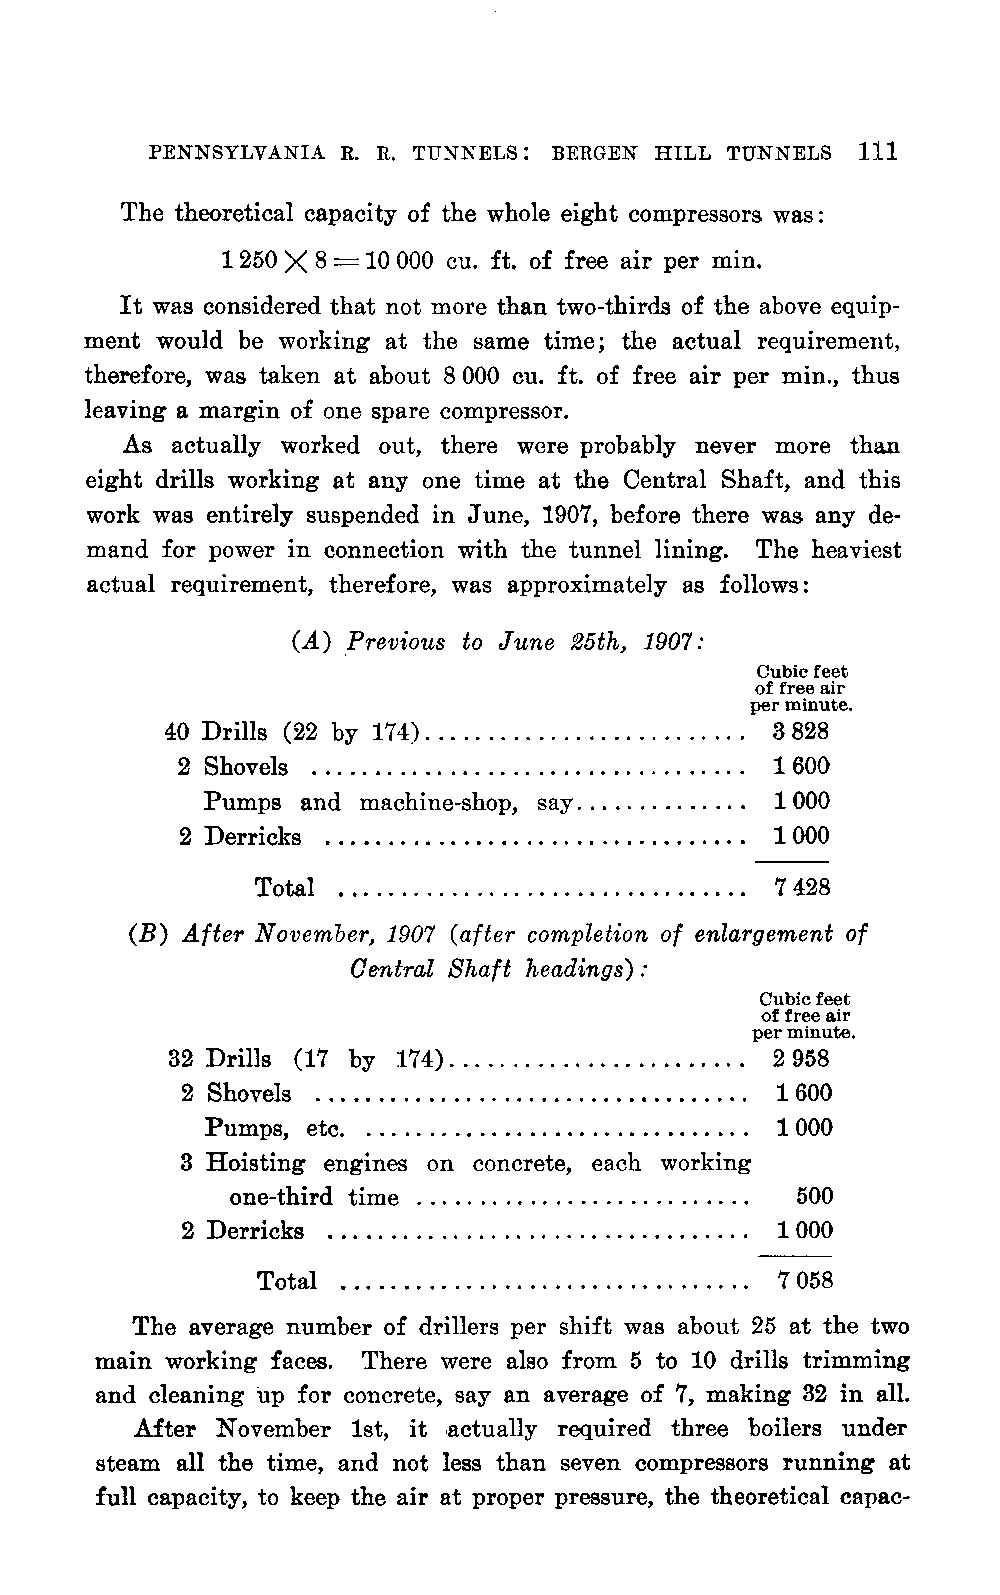 PENNSYLVANIA R. R. TUNNELS: BERGEN HILL TUNNELS 111
The theoretical capacity of the whole eight compressors was:
1 250 × 8 = 10 000 cu. ft. of free air per min.
It was considered that not more than two-thirds of the above equip-
ment would be working at the same time; the actual requirement,
therefore, was taken at about 8 000 cu. ft. of free air per min., thus
leaving a margin of one spare compressor.
As actually worked out, there were probably never more than
eight drills working at any one time at the Central Shaft, and this
work was entirely suspended in June, 1907, before there was any de-
mand for power in connection with the tunnel lining. The heaviest
actual requirement, therefore, was approximately as follows:
(A) Previous to June 25th, 1907:
Cubic feet
of free air
per minute.
40 Drills (22 by 174).......................... 3 828
2 Shovels ................................... 1 600
Pumps and machine-shop, say.............. 1 000
2 Derricks .................................. 1 000
Total ................................. 7 428
(B) After November, 1907 (after completion of enlargement of
Central Shaft headings):
Cubic feet
of free air
per minute.
32 Drills (17 by 174)........................ 2 958
2 Shovels ................................... 1 600
Pumps, etc. ............................... 1 000
3 Hoisting engines on concrete, each working
one-third time ........................... 500
2 Derricks .................................. 1 000
Total ................................. 7 058
The average number of drillers per shift was about 25 at the two
main working faces. There were also from 5 to 10 drills trimming
and cleaning up for concrete, say an average of 7, making 32 in all.
After November 1st, it actually required three boilers under
steam all the time, and not less than seven compressors running at
full capacity, to keep the air at proper pressure, the theoretical capac-